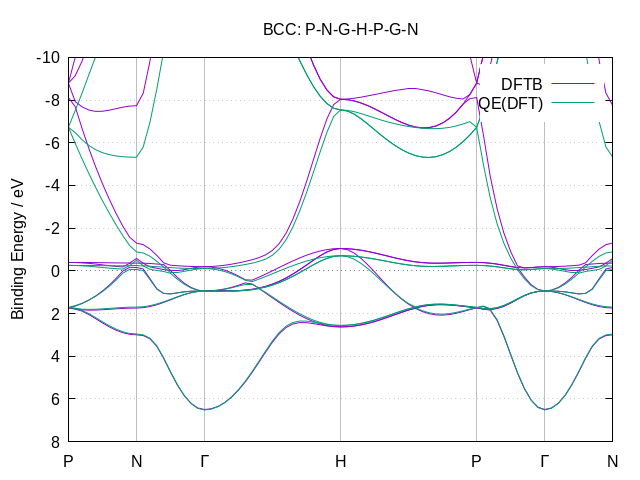 BCC: P-N-G-H-P-G-N
-10
-8
-6
-4
-2
0
2
4
6
8
Binding Energy / eV
DFTB
QE(DFT)
P N Γ H P Γ N